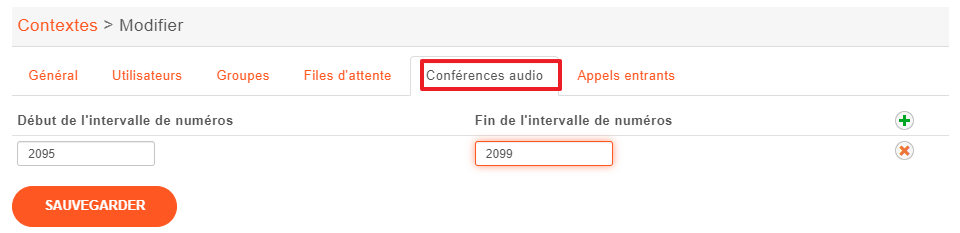 Contextes > Modifier
Général Utilisateurs Groupes Files d'attente Conférences audio Appels entrants
Début de l'intervalle de numéros Fin de l'intervalle de numéros
2095 2099
SAUVEGARDER